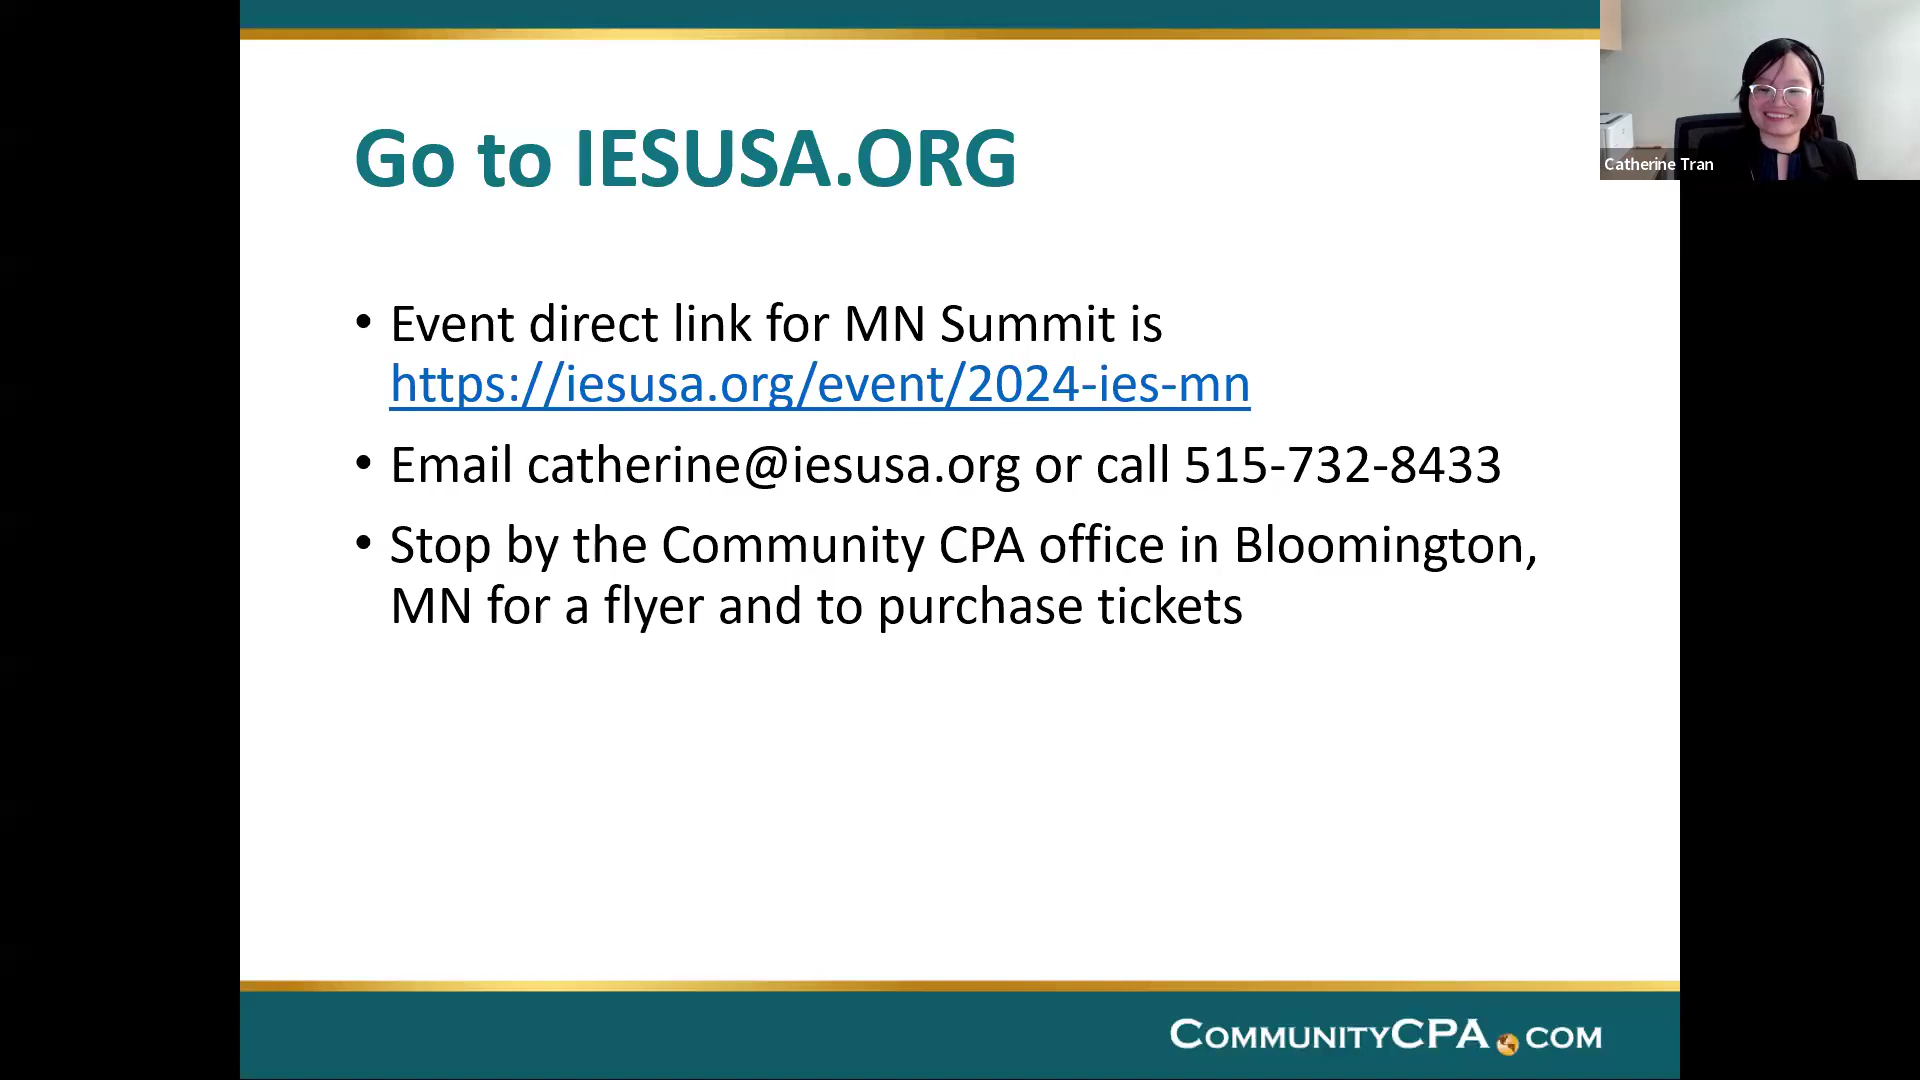 Go to IESUSA.ORG
• Event direct link for MN Summit is
https://iesusa.org/event/2024-ies-mn
• Email catherine@iesusa.org or call 515-732-8433
• Stop by the Community CPA office in Bloomington,
MN for a flyer and to purchase tickets
Catherine Tran
COMMUNITYCPA.COM